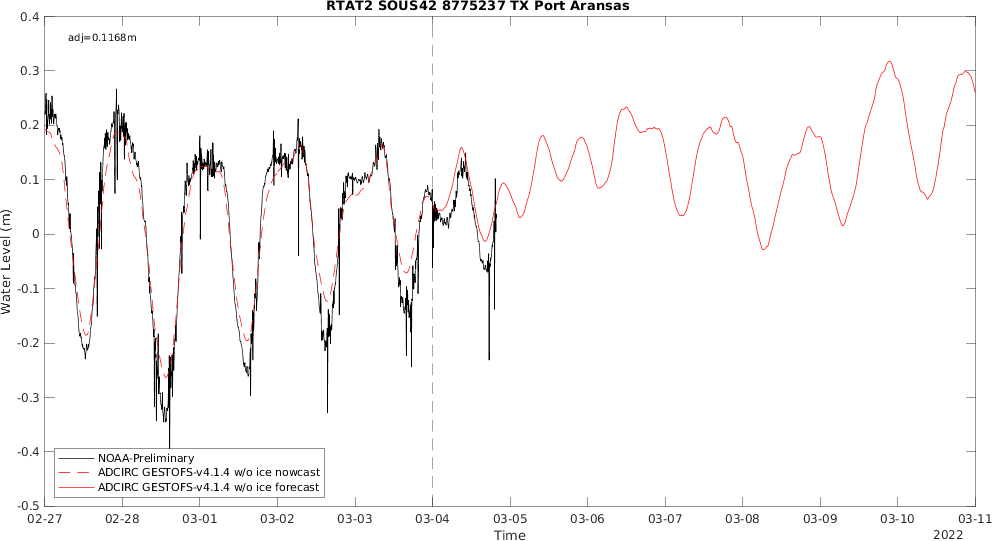 RTAT2 SOUS42 8775237 TX Port Aransas
adj=0.1168m
0.4
0.3
0.2
0.1
0
-0.1
-0.2
-0.3
-0.4
-0.5
Water Level (m)
NOAA-Preliminary
ADCIRC GESTOFS-v4.1.4 w/o ice nowcast
ADCIRC GESTOFS-v4.1.4 w/o ice forecast
02-27 02-28 03-01 03-02 03-03 03-04 03-05 03-06 03-07 03-08 03-09 03-10 03-11
Time
2022